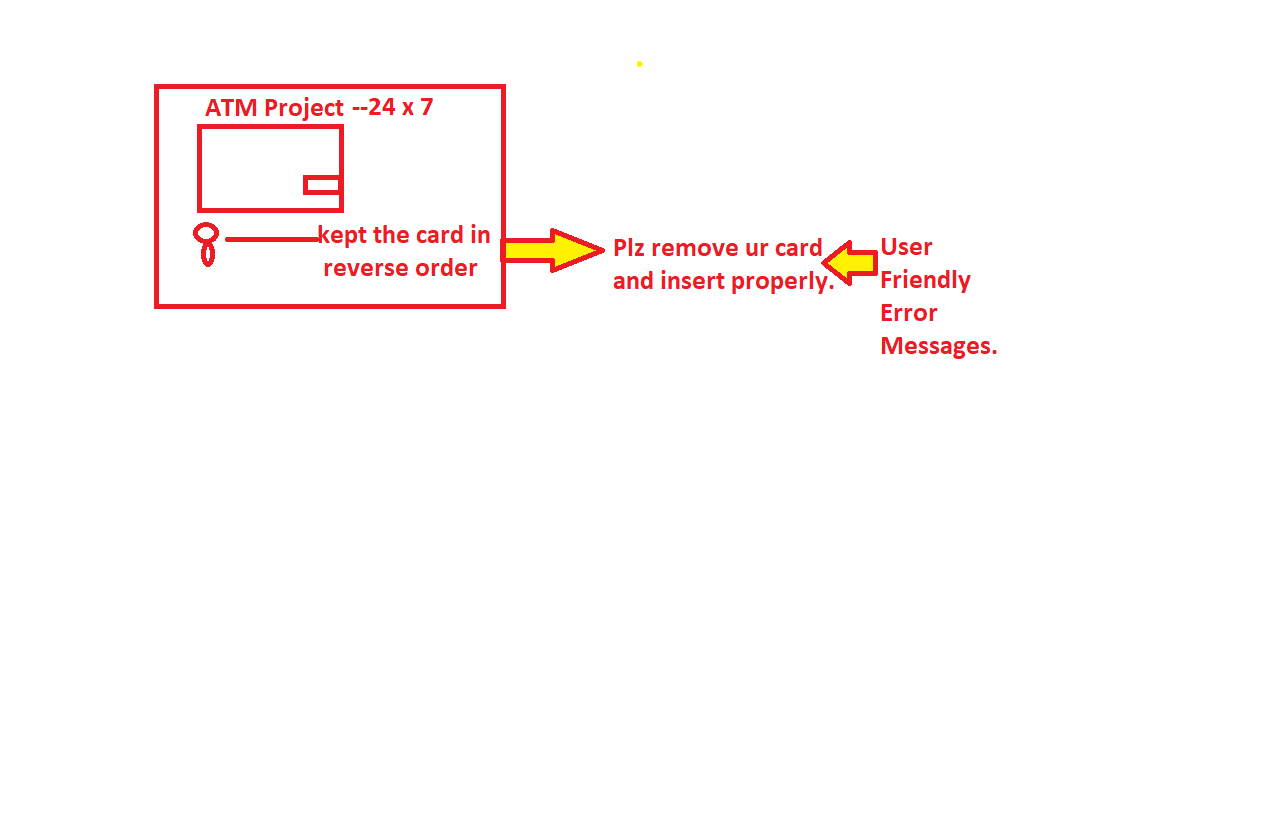 ATM Project --24 x 7
kept the card in
reverse order
Plz remove ur card
and insert properly.
User
Friendly
Error
Messages.